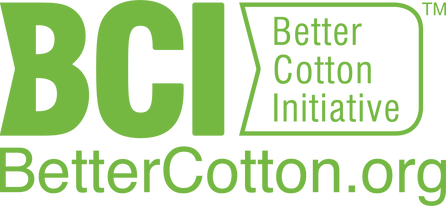 BCI
Better
Cotton
Initiative
TM
BetterCotton.org